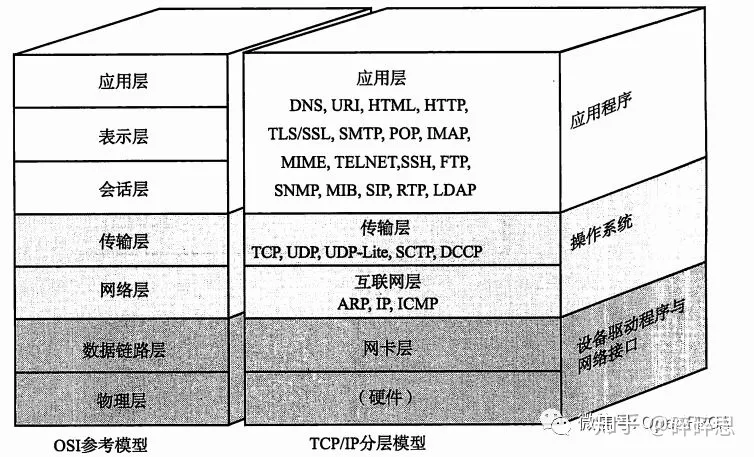 应用层
表示层
会话层
传输层
网络层
数据链路层
物理层
OSI参考模型
应用层
DNS, URI, HTML, HTTP,
TLS/SSL, SMTP, POP, IMAP,
MIME, TELNET,SSH, FTP,
SNMP, MIB, SIP, RTP, LDAP
传输层
TCP, UDP, UDP-Lite, SCTP, DCCP
互联网层
ARP, IP, ICMP
网卡层
（硬件）
TCP/IP分层模型
应用程序
操作系统
设备驱动程序与
网络接口
知乎